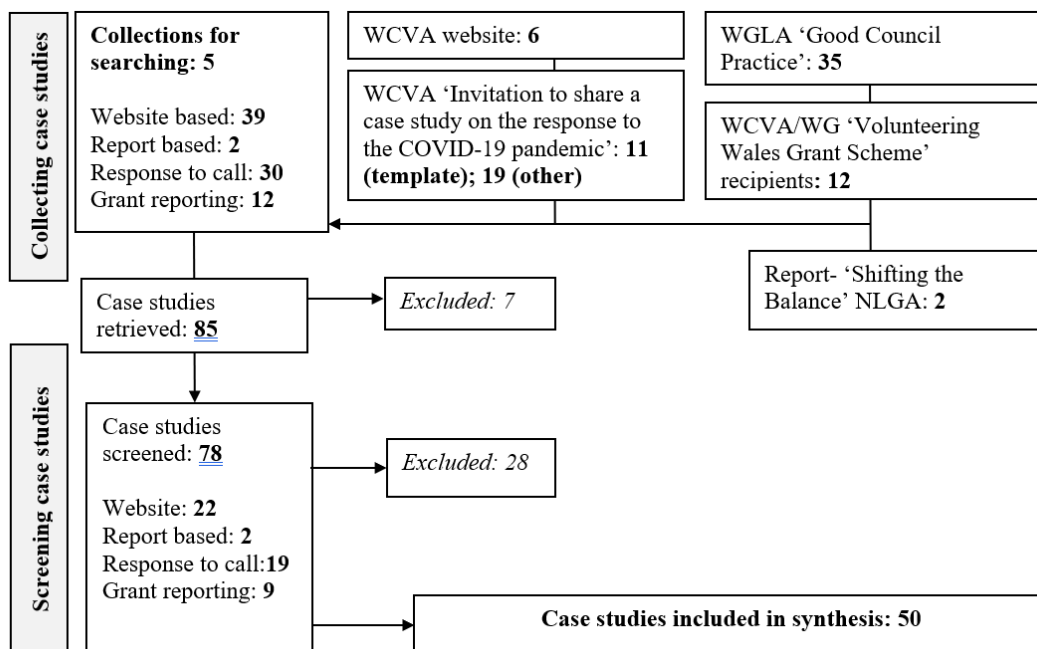 Collecting case studies
Collections for
searching: 5
Website based: 39
Report based: 2
Response to call: 30
Grant reporting: 12
WCVA website: 6
WCVA ‘Invitation to share a
case study on the response to
the COVID-19 pandemic’: 11
(template); 19 (other)
WGLA ‘Good Council
Practice’: 35
WCVA/WG ‘Volunteering
Wales Grant Scheme’
recipients: 12
Report- ‘Shifting the
Balance’ NLGA: 2
Case studies
retrieved: 85
Excluded: 7
Screening case studies
Case studies
screened: 78
Website: 22
Report based: 2
Response to call:19
Grant reporting: 9
Excluded: 28
Case studies included in synthesis: 50